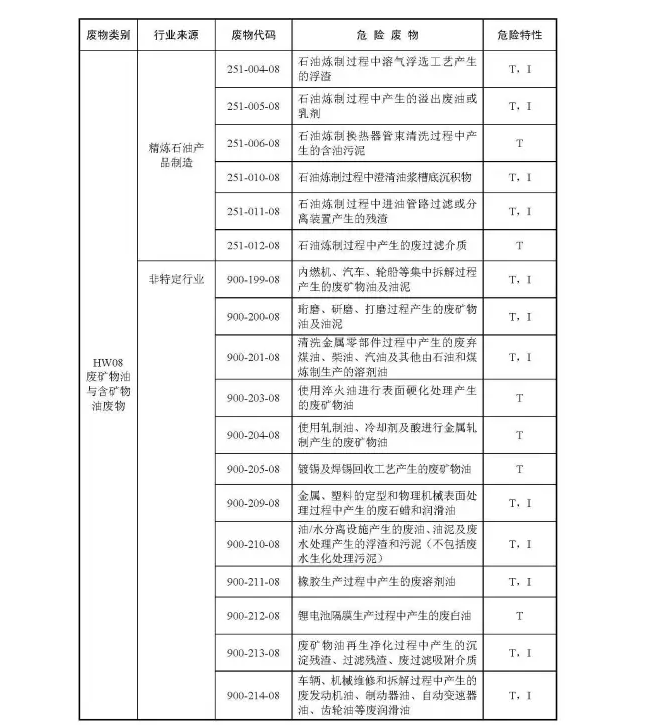 废物类别 行业来源 废物代码 危 险 废 物 危险特性
HW08
废矿物油
与含矿物
油废物
精炼石油产
品制造
251-004-08 石油炼制过程中溶气浮选工艺产生
的浮渣 T，I
251-005-08 石油炼制过程中产生的溢出废油或
乳剂 T，I
251-006-08 石油炼制换热器管束清洗过程中产
生的含油污泥 T
251-010-08 石油炼制过程中澄清油浆槽底沉积物 T，I
251-011-08 石油炼制过程中进油管路过滤或分
离装置产生的残渣 T，I
251-012-08 石油炼制过程中产生的废过滤介质 T
非特定行业
900-199-08 内燃机、汽车、轮船等集中拆解过程
产生的废矿物油及油泥 T，I
900-200-08 珩磨、研磨、打磨过程产生的废矿物
油及油泥 T，I
900-201-08 清洗金属零部件过程中产生的废弃
煤油、柴油、汽油及其他由石油和煤
炼制生产的溶剂油 T，I
900-203-08 使用淬火油进行表面硬化处理产生
的废矿物油 T
900-204-08 使用轧制油、冷却剂及酸进行金属轧
制产生的废矿物油 T
900-205-08 镀锡及焊锡回收工艺产生的废矿物油 T
900-209-08 金属、塑料的定型和物理机械表面处
理过程中产生的废石蜡和润滑油 T，I
900-210-08 油/水分离设施产生的废油、油泥及废
水处理产生的浮渣和污泥（不包括废
水生化处理污泥） T，I
900-211-08 橡胶生产过程中产生的废溶剂油 T，I
900-212-08 锂电池隔膜生产过程中产生的废白油 T
900-213-08 废矿物油再生净化过程中产生的沉
淀残渣、过滤残渣、废过滤吸附介质 T，I
900-214-08 车辆、机械维修和拆解过程中产生的
废发动机油、制动器油、自动变速器
油、齿轮油等废润滑油 T，I